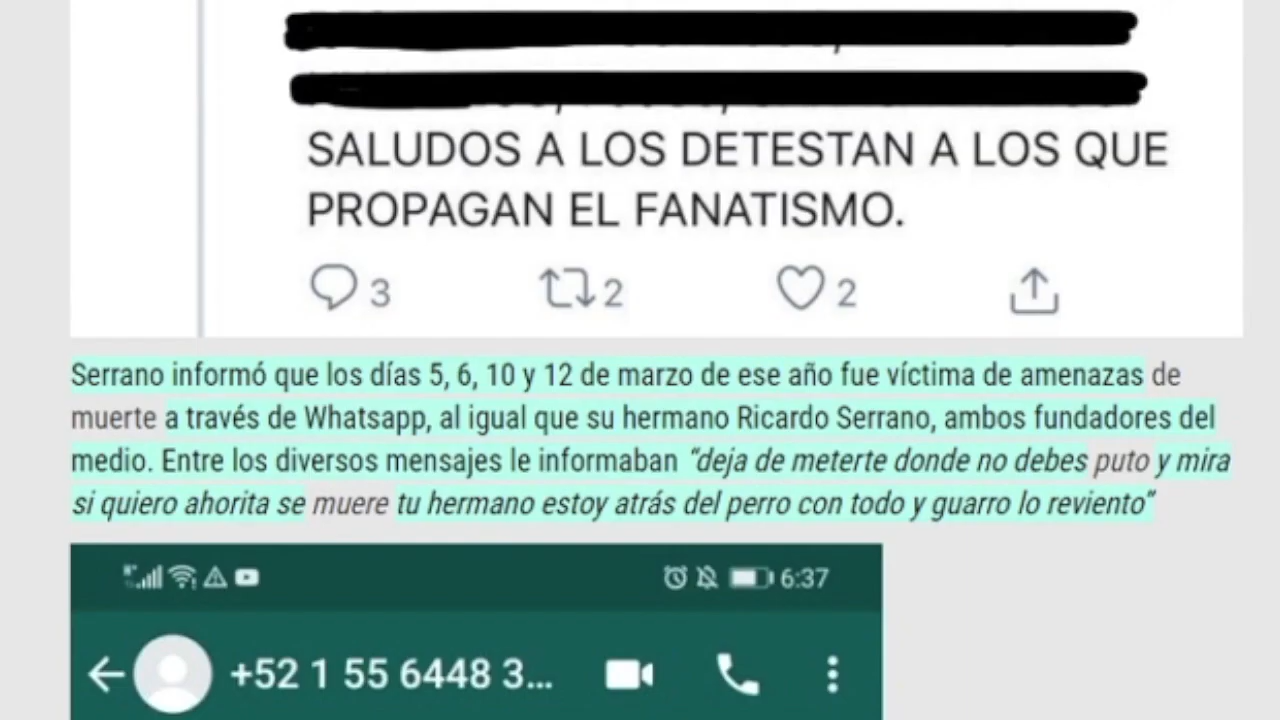 SALUDOS A LOS DETESTAN A LOS QUE
PROPAGAN EL FANATISMO.
3 2 2
Serrano informó que los días 5, 6, 10 y 12 de marzo de ese año fue víctima de amenazas de
muerte a través de Whatsapp, al igual que su hermano Ricardo Serrano, ambos fundadores del
medio. Entre los diversos mensajes le informaban “deja de meterte donde no debes puto y mira
si quiero ahorita se muere tu hermano estoy atrás del perro con todo y guarro lo reviento”
6:37
+52 1 55 6448 3...